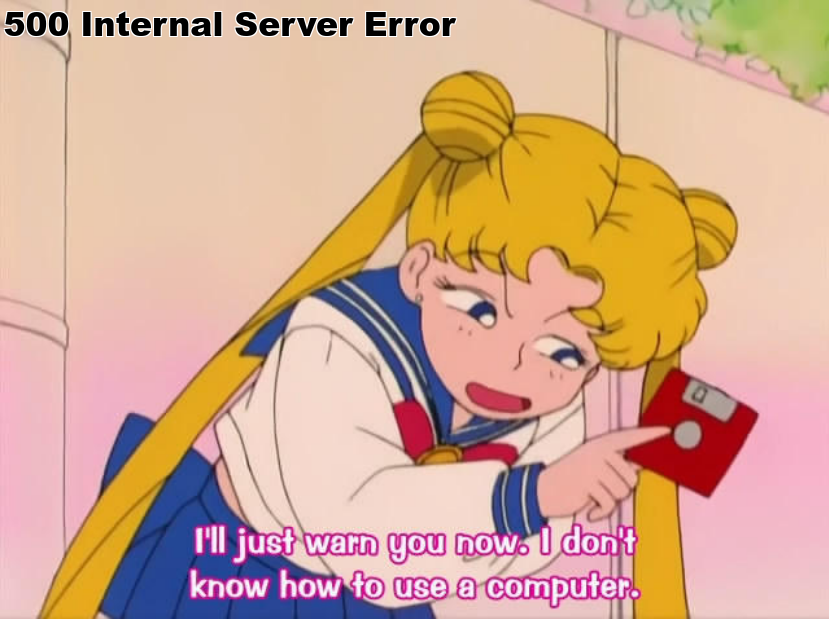 500 Internal Server Error
I'll just warn you now. I don't
know how to use a computer.